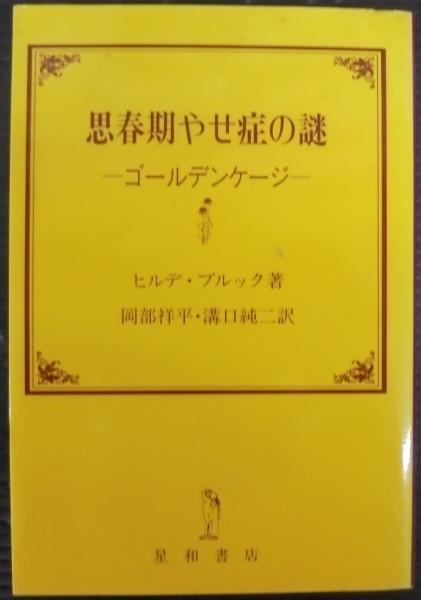 思春期やせ症の謎
―ゴールデンケージ―
ヒルデ・ブルック著
岡部祥平・溝口純二訳
星和書店